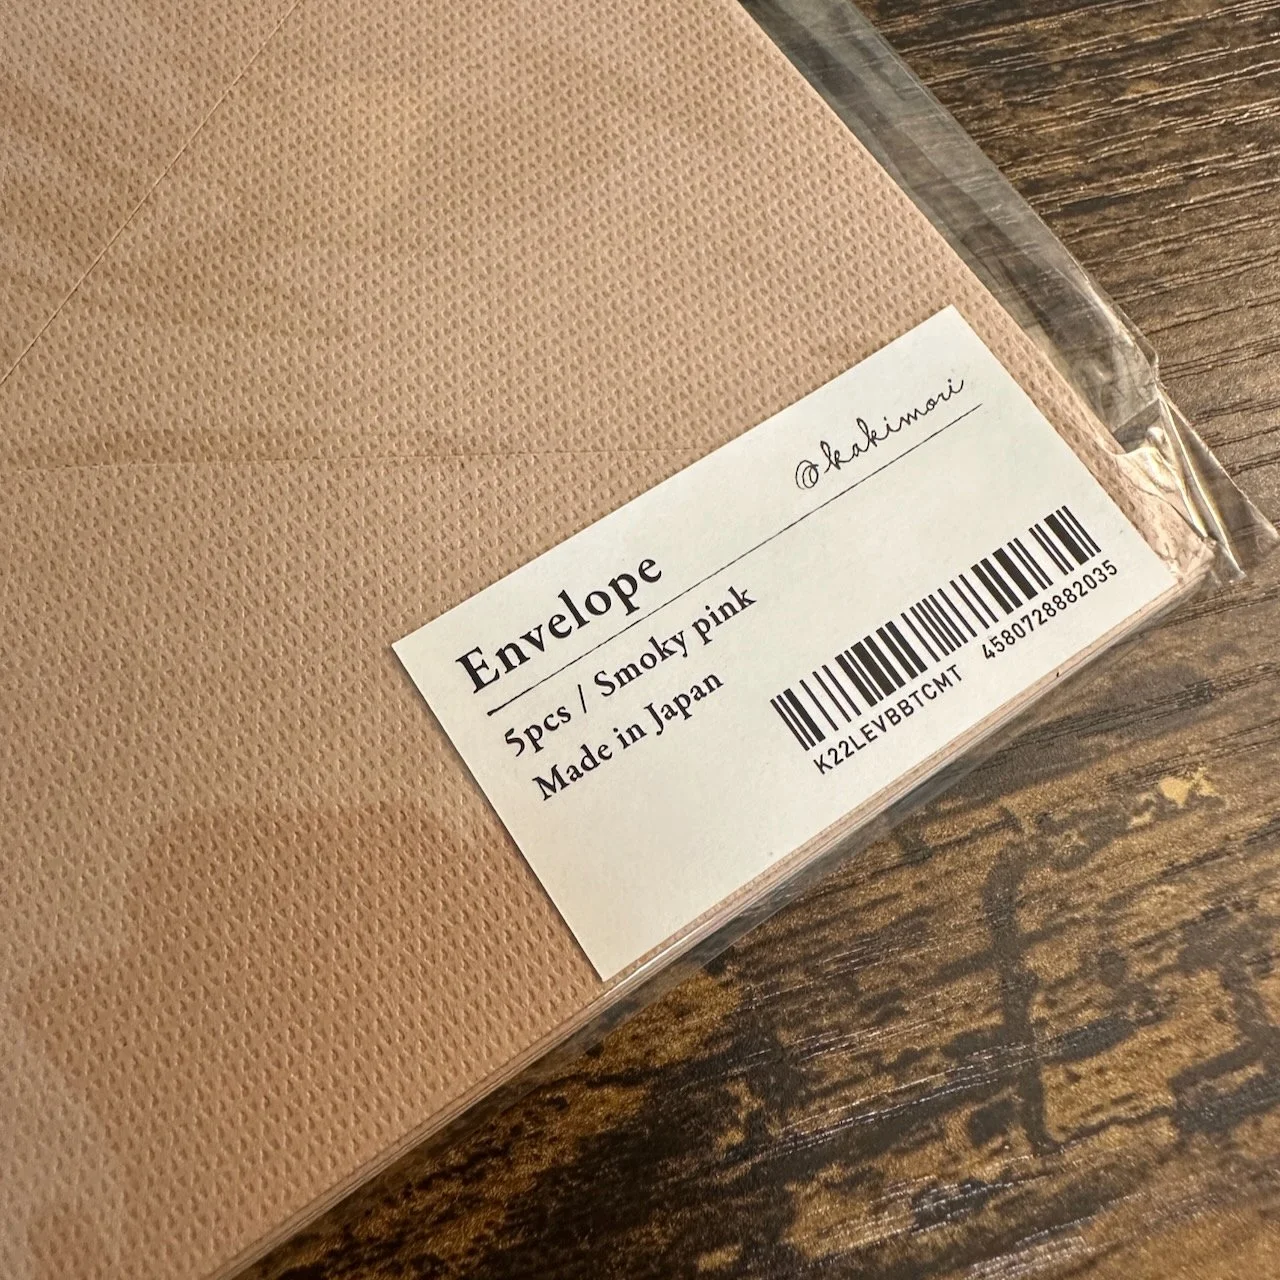 @kakimori
Envelope
5pcs / Smoky pink
Made in Japan
K22LEVBBTCMT 4580728882035